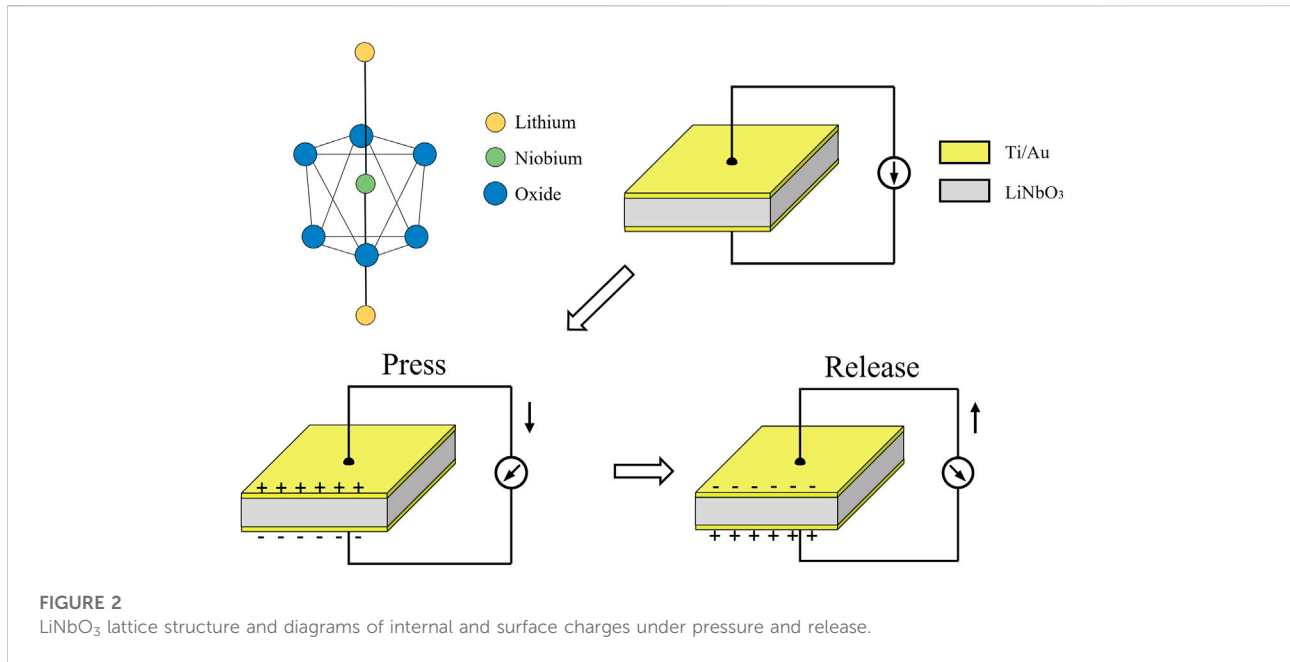 Lithium
Niobium
Oxide
Ti/Au
LiNbO₃
Press
+ + + + + +
- - - - - -
Release
- - - - - -
+ + + + + +
FIGURE 2
LiNbO₃ lattice structure and diagrams of internal and surface charges under pressure and release.